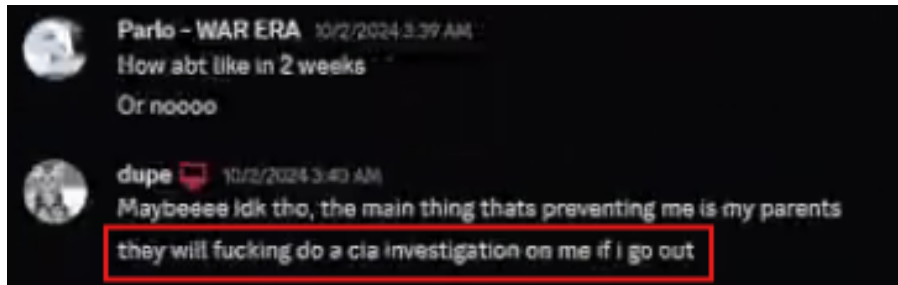 Parlo - WAR ERA 10/2/2024 3:39 AM
How abt like in 2 weeks
Or noooo
dupe 10/2/2024 3:40 AM
Maybeeee idk tho, the main thing thats preventing me is my parents
they will fucking do a cia investigation on me if i go out